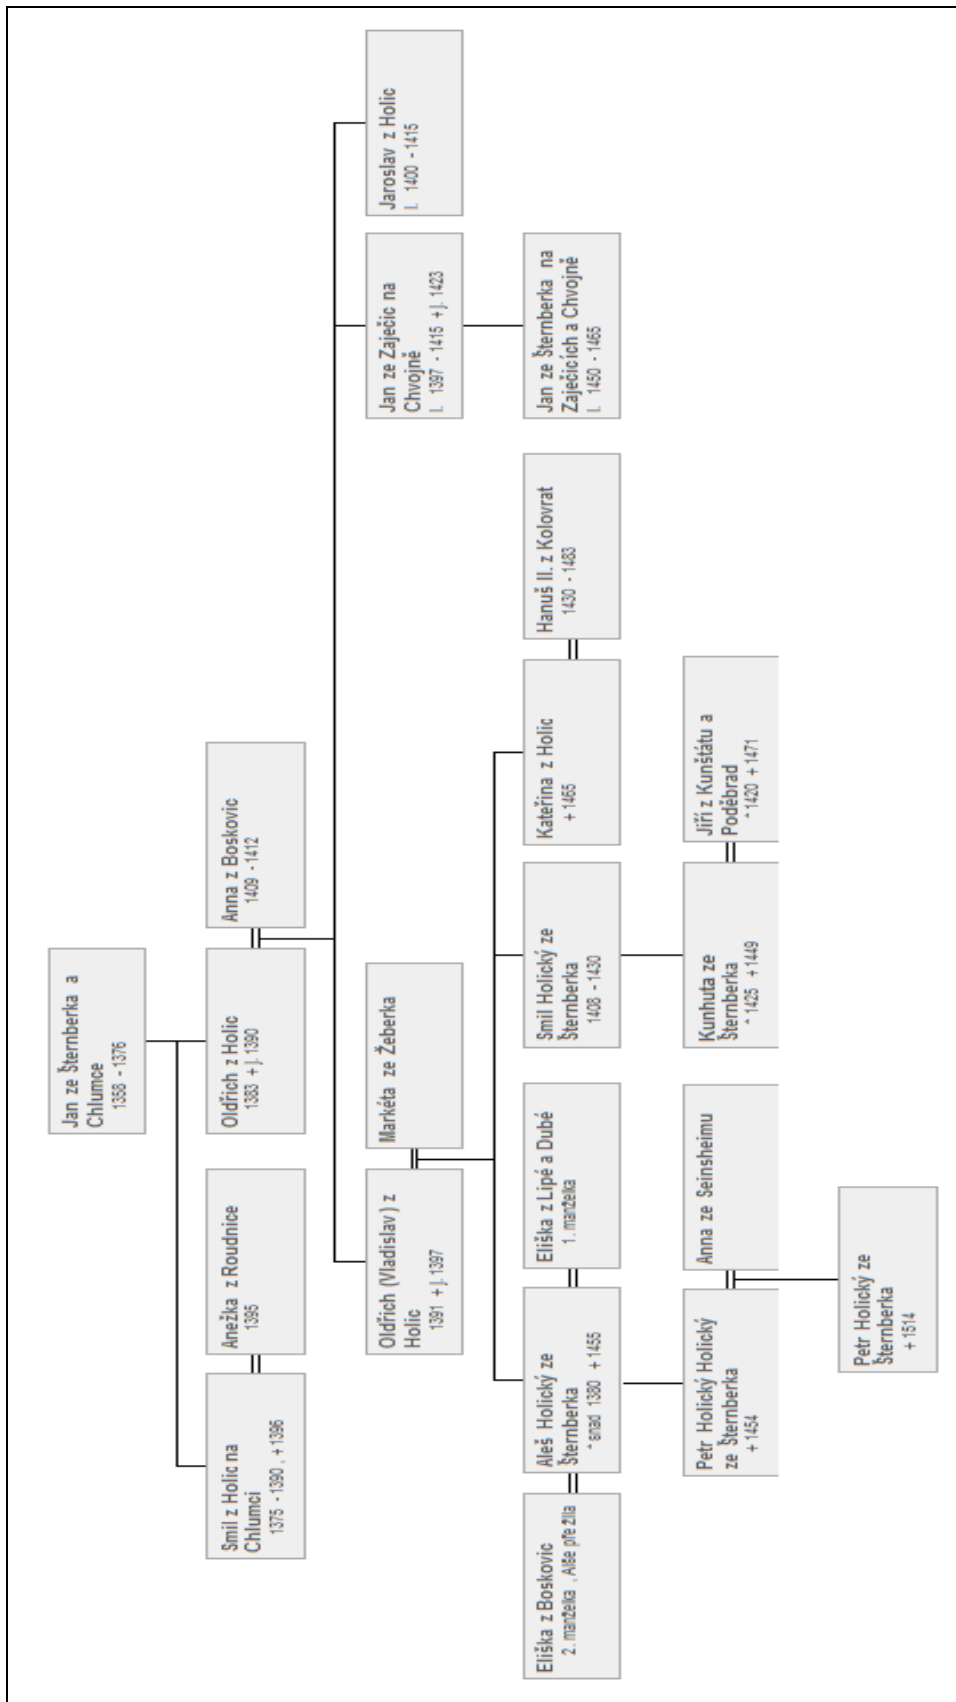 Jan ze Šternberka a
Chlumce
1358 - 1376
Smil z Holic na
Chlumci
1375 - 1390 , +1396
Anežka z Roudnice
1395
Oldřich z Holic
1383 + j. 1390
Anna z Boskovic
1409 - 1412
Oldřich (Vladislav) z
Holic
1391 + j. 1397
Markéta ze Žeberka
Jan ze Zaječic na
Chvojně
l. 1397 - 1415 + j. 1423
Jaroslav z Holic
l. 1400 - 1415
Eliška z Boskovic
2. manželka , Alše pře žila
Aleš Holický ze
Šternberka
* snad 1380 +1455
Eliška z Lipé a Dubé
1. manželka
Smil Holický ze
Šternberka
1408 - 1430
Kateřina z Holic
+ 1465
Hanuš II. z Kolovrat
1430 - 1483
Jan ze Šternberka na
Zaječicích a Chvojně
l. 1450 - 1465
Petr Holický Holický
ze Šternberka
+ 1454
Anna ze Seinsheimu
Kunhuta ze
Šternberka
* 1425 +1449
Jiří z Kunštátu a
Poděbrad
* 1420 +1471
Petr Holický ze
Šternberka
+ 1514